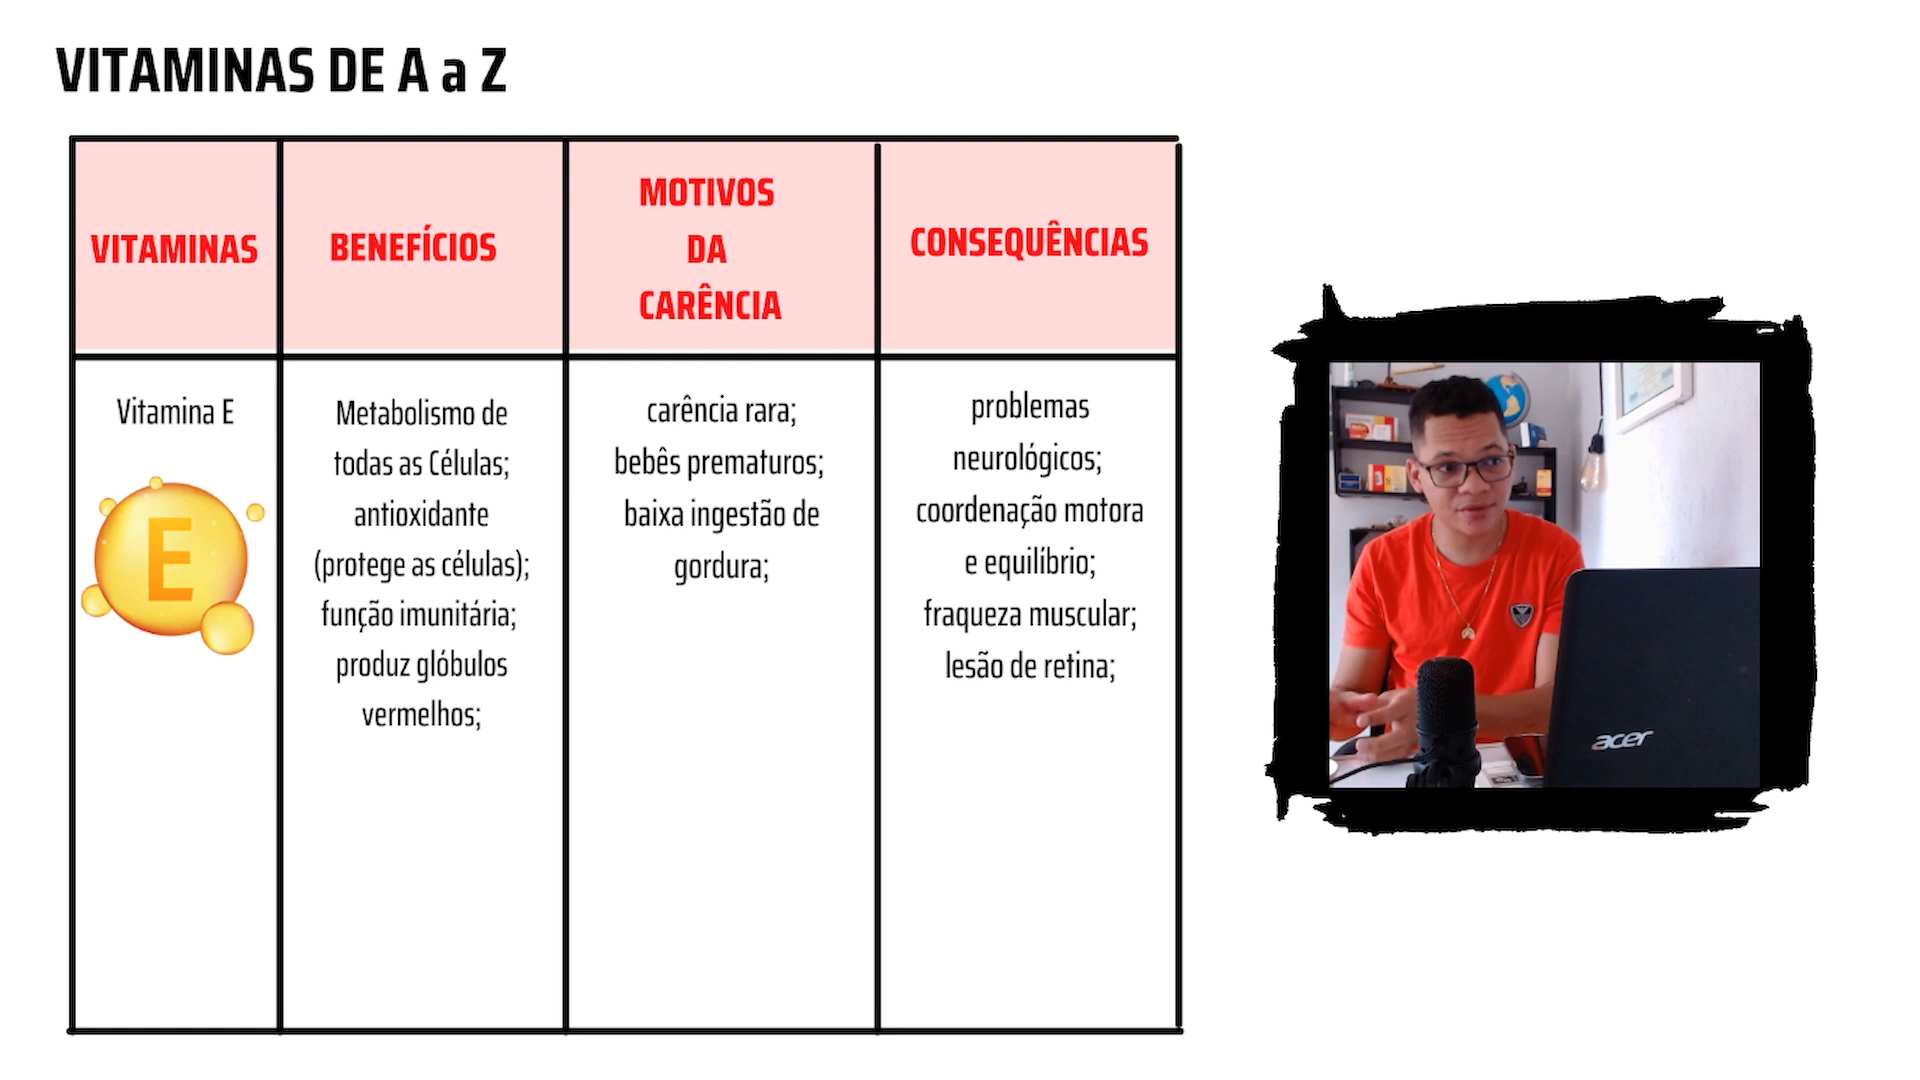 VITAMINAS DE A a Z
VITAMINAS
BENEFÍCIOS
MOTIVOS
DA
CARÊNCIA
CONSEQUÊNCIAS
Vitamina E
E
Metabolismo de
todas as Células;
antioxidante
(protege as células);
função imunitária;
produz glóbulos
vermelhos;
carência rara;
bebês prematuros;
baixa ingestão de
gordura;
problemas
neurológicos;
coordenação motora
e equilíbrio;
fraqueza muscular;
lesão de retina;
acer